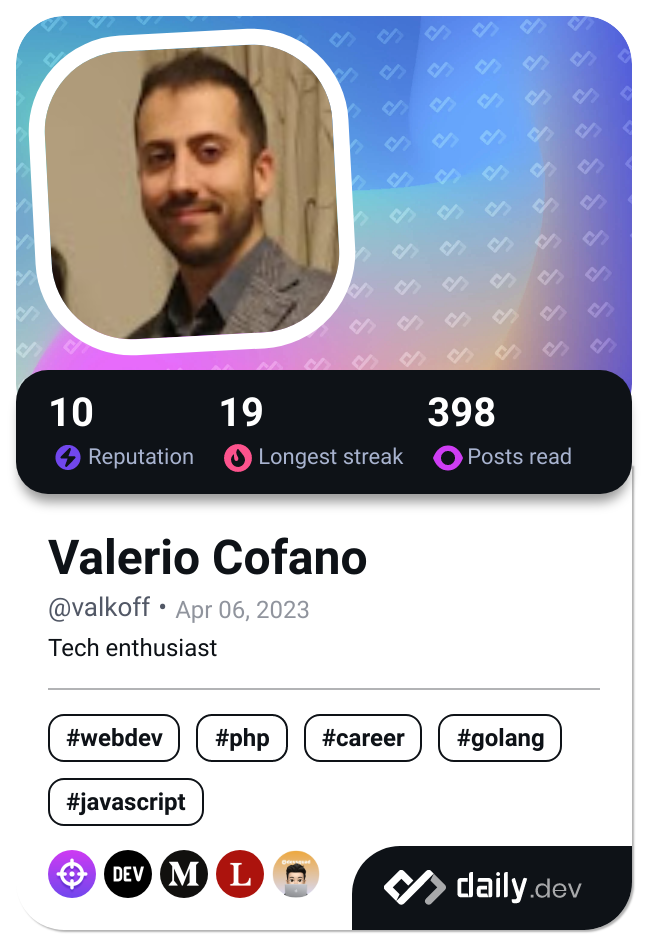 10 19 398
Reputation Longest streak Posts read
Valerio Cofano
@valkoff • Apr 06, 2023
Tech enthusiast
#webdev #php #career #golang
#javascript
DEV M L
daily.dev